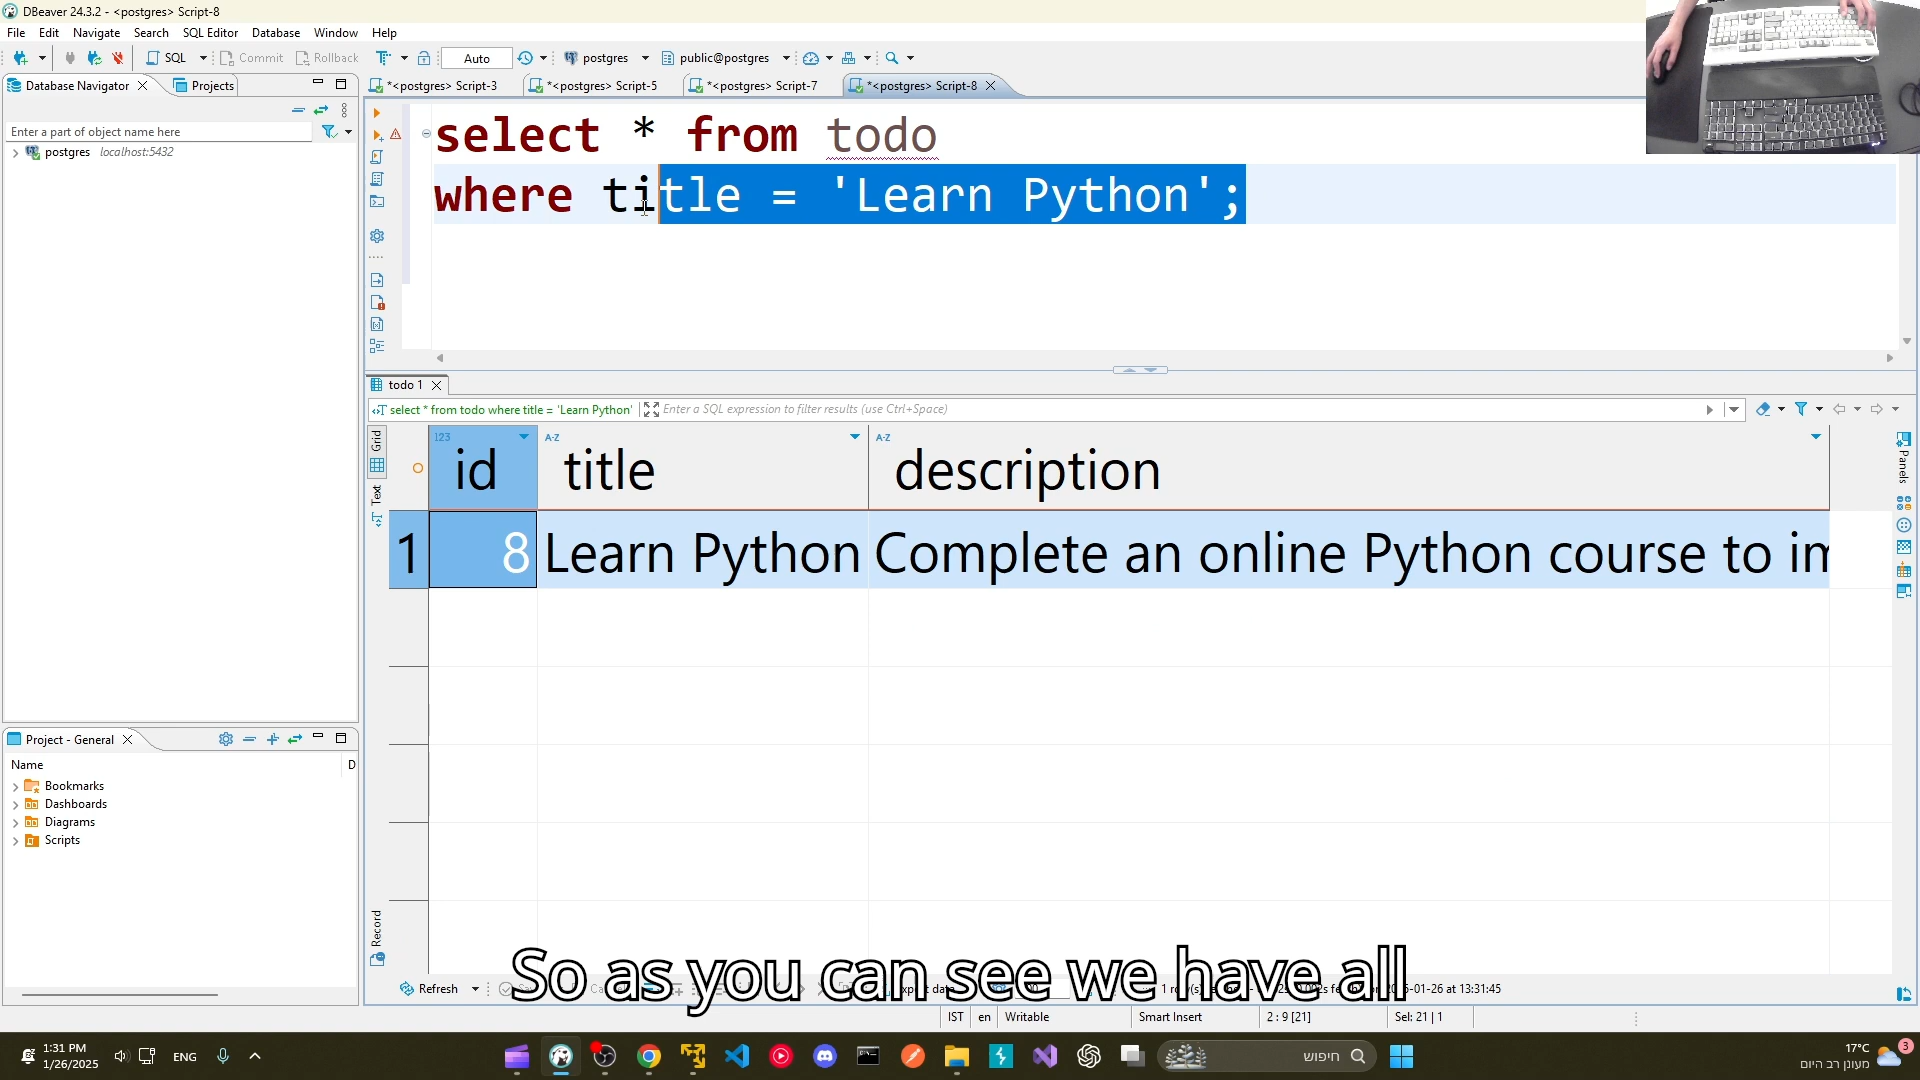 DBeaver 24.3.2 - <postgres> Script-8
File Edit Navigate Search SQL Editor Database Window Help
SQL Commit Rollback Auto postgres public@postgres
Database Navigator Projects
*<postgres> Script-3 *<postgres> Script-5 *<postgres> Script-7 *<postgres> Script-8
Enter a part of object name here
postgres localhost:5432
select * from todo
where title = 'Learn Python';
todo 1
select * from todo where title = 'Learn Python' Enter a SQL expression to filter results (use Ctrl+Space)
Grid
Text
Record
Panels
123 A-Z A-Z
id title description
1 8 Learn Python Complete an online Python course to im
Project - General
Name D
Bookmarks
Dashboards
Diagrams
Scripts
So as you can see we have all
Refresh
IST en Writable Smart Insert 2 : 9 [21] Sel: 21 | 1
1:31 PM
1/26/2025
ENG
חיפוש
17°C
מעונן רב היום
3